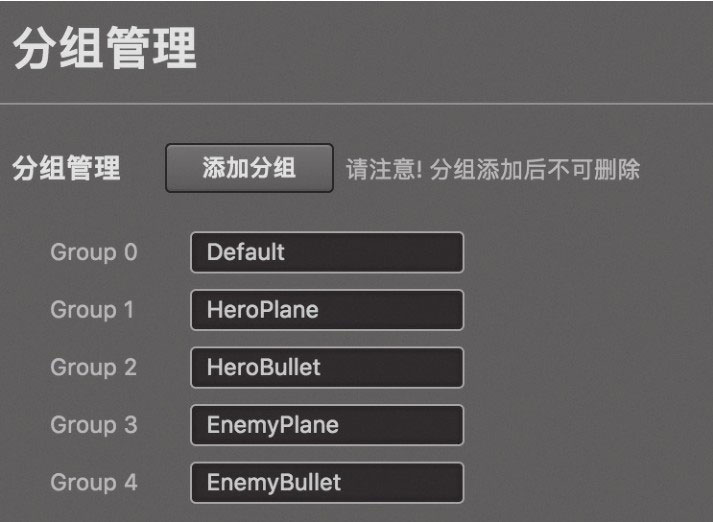 分组管理
分组管理 添加分组 请注意! 分组添加后不可删除
Group 0 Default
Group 1 HeroPlane
Group 2 HeroBullet
Group 3 EnemyPlane
Group 4 EnemyBullet